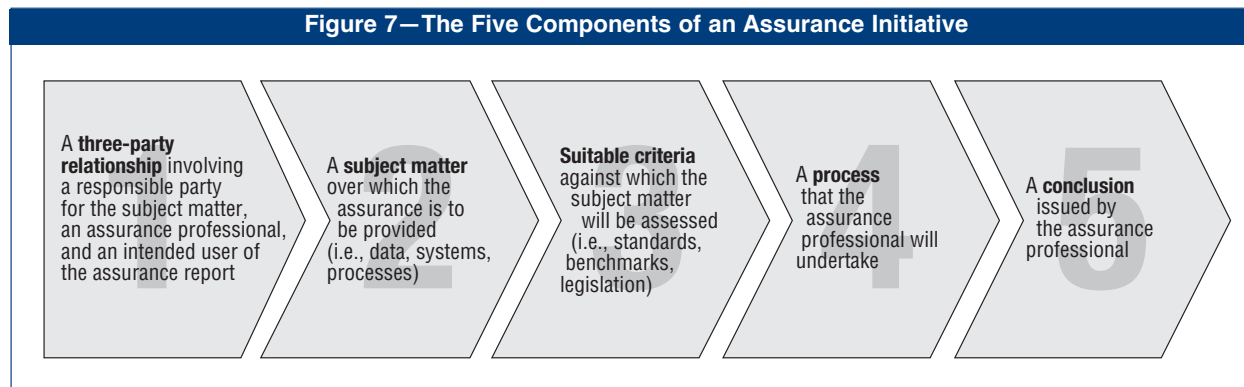 Figure 7—The Five Components of an Assurance Initiative
1
A three-party
relationship involving
a responsible party
for the subject matter,
an assurance professional,
and an intended user of
the assurance report
2
A subject matter
over which the
assurance is to
be provided
(i.e., data, systems,
processes)
3
Suitable criteria
against which the
subject matter
will be assessed
(i.e., standards,
benchmarks,
legislation)
4
A process
that the
assurance
professional will
undertake
5
A conclusion
issued by
the assurance
professional